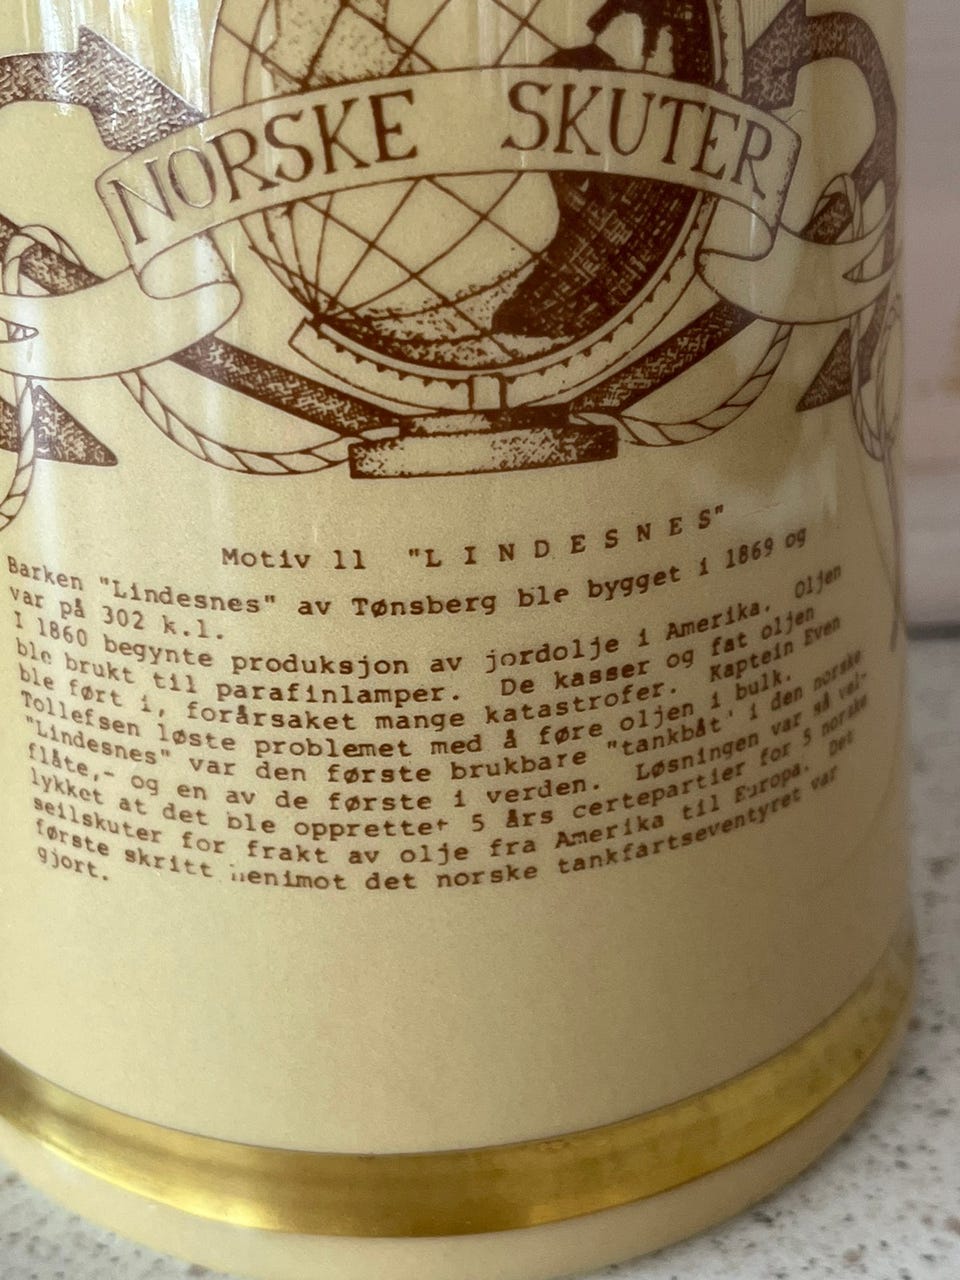 NORSKE SKUTER
Motiv 11 "L I N D E S N E S"
Barken "Lindesnes" av Tønsberg ble bygget i 1869 og
var på 302 k.l.
I 1860 begynte produksjon av jordolje i Amerika. Oljen
ble brukt til parafinlamper. De kasser og fat oljen
ble ført i, forårsaket mange katastrofer. Kaptein Even
Tollefsen løste problemet med å føre oljen i bulk.
"Lindesnes" var den første brukbare "tankbåt" i den norske
flåte,- og en av de første i verden. Løsningen var så vel-
lykket at det ble opprettet 5 års certepartier for 5 norske
seilskuter for frakt av olje fra Amerika til Europa. Det
første skritt henimot det norske tankfartseventyret var
gjort.